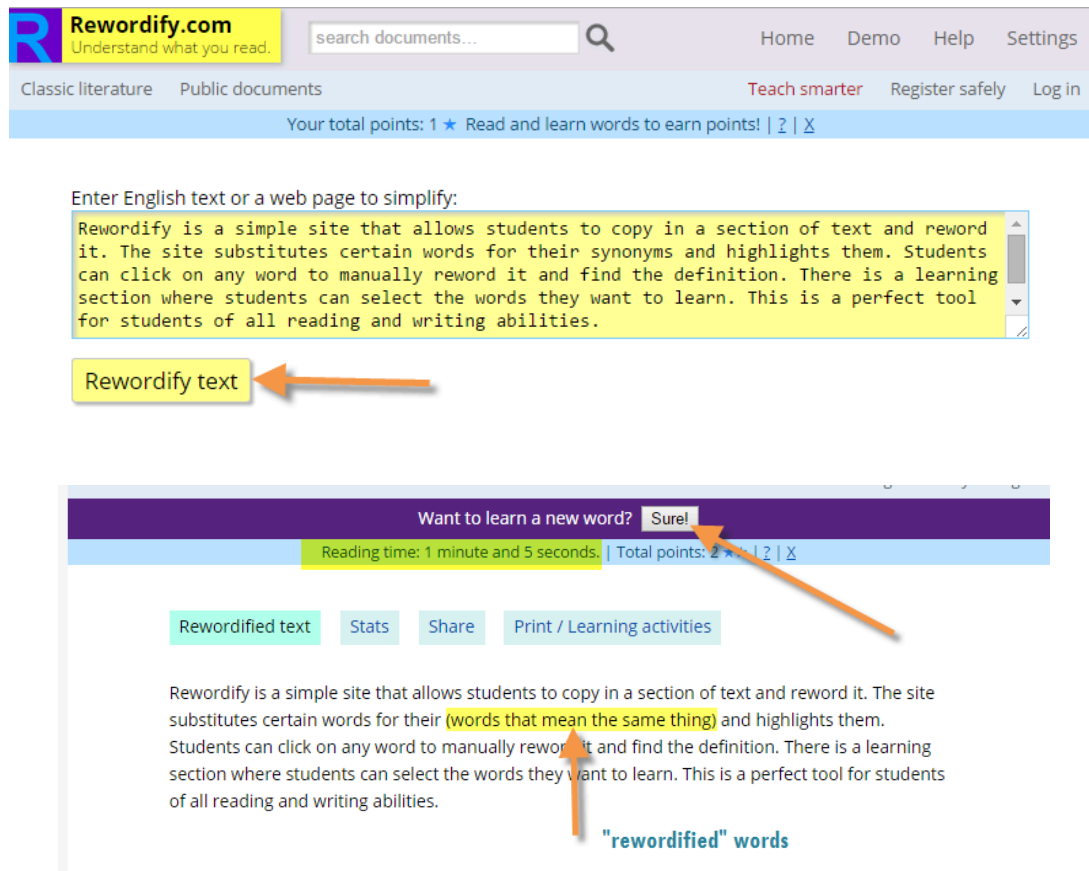 R
Rewordify.com
Understand what you read.
search documents...
Home Demo Help Settings
Classic literature Public documents
Teach smarter Register safely Log in
Your total points: 1 ★ Read and learn words to earn points! | ? | X
Enter English text or a web page to simplify:
Rewordify is a simple site that allows students to copy in a section of text and reword
it. The site substitutes certain words for their synonyms and highlights them. Students
can click on any word to manually reword it and find the definition. There is a learning
section where students can select the words they want to learn. This is a perfect tool
for students of all reading and writing abilities.
Rewordify text
Want to learn a new word? Sure!
Reading time: 1 minute and 5 seconds. | Total points: 2 ★ | ? | X
Rewordified text Stats Share Print / Learning activities
Rewordify is a simple site that allows students to copy in a section of text and reword it. The site
substitutes certain words for their (words that mean the same thing) and highlights them.
Students can click on any word to manually reword it and find the definition. There is a learning
section where students can select the words they want to learn. This is a perfect tool for students
of all reading and writing abilities.
"rewordified" words